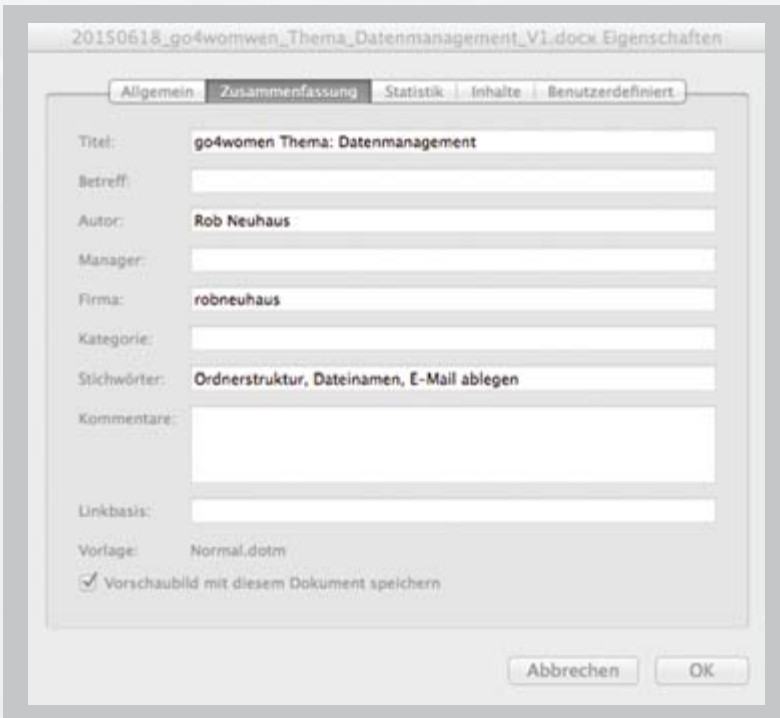 20150618_go4womwen_Thema_Datenmanagement_V1.docx Eigenschaften
Allgemein Zusammenfassung Statistik Inhalte Benutzerdefiniert
Titel: go4women Thema: Datenmanagement
Betreff:
Autor: Rob Neuhaus
Manager:
Firma: robneuhaus
Kategorie:
Stichwörter: Ordnerstruktur, Dateinamen, E-Mail ablegen
Kommentare:
Linkbasis:
Vorlage: Normal.dotm
Vorschaubild mit diesem Dokument speichern
Abbrechen OK